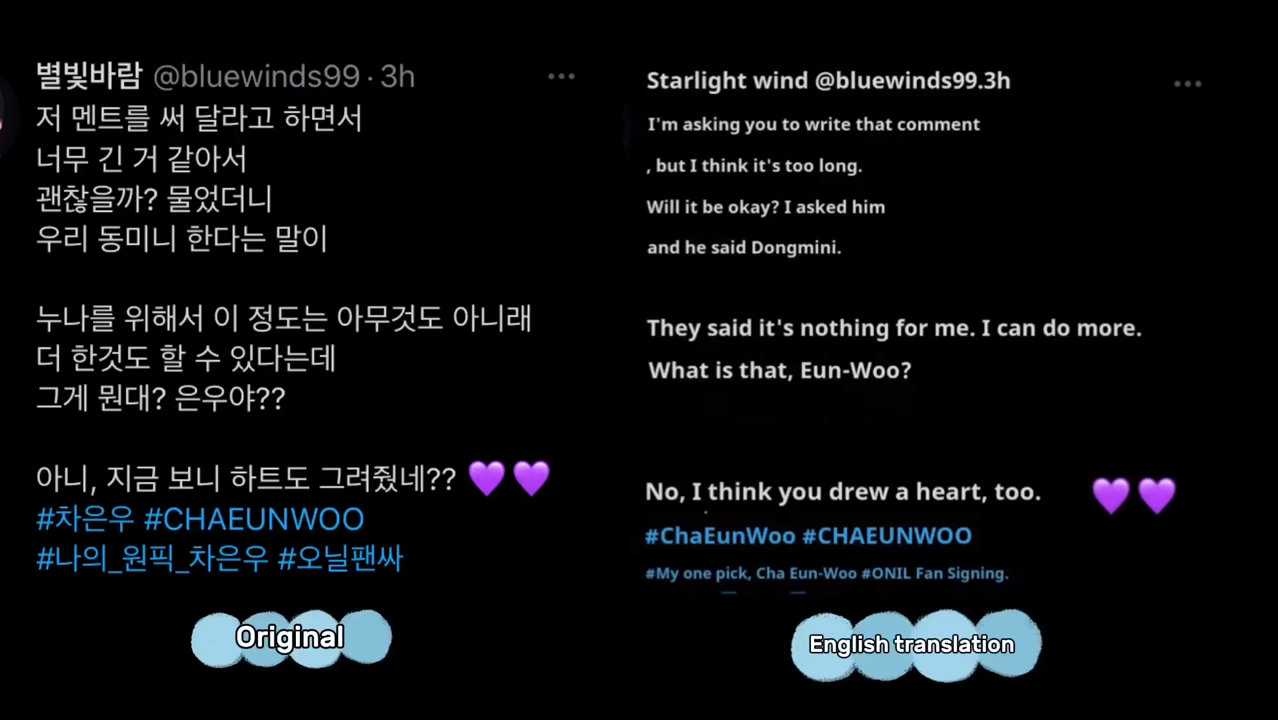 별빛바람 @bluewinds99 · 3h
저 멘트를 써 달라고 하면서
너무 긴 거 같아서
괜찮을까? 물었더니
우리 동미니 한다는 말이
누나를 위해서 이 정도는 아무것도 아니래
더 한것도 할 수 있다는데
그게 뭔대? 은우야??
아니, 지금 보니 하트도 그려줬네?? 💜💜
#차은우 #CHAEUNWOO
#나의_원픽_차은우 #오닐팬싸
Original
Starlight wind @bluewinds99.3h
I'm asking you to write that comment
, but I think it's too long.
Will it be okay? I asked him
and he said Dongmini.
They said it's nothing for me. I can do more.
What is that, Eun-Woo?
No, I think you drew a heart, too. 💜💜
#ChaEunWoo #CHAEUNWOO
#My one pick, Cha Eun-Woo #ONIL Fan Signing.
English translation